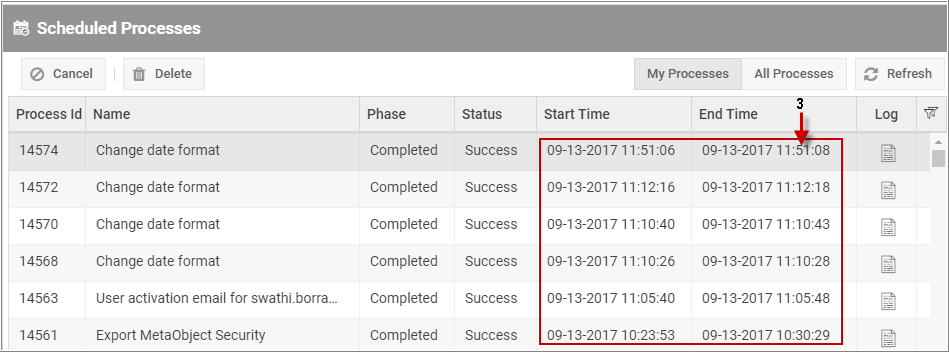 Scheduled Processes
Cancel Delete My Processes All Processes Refresh
3
Process Id Name Phase Status Start Time End Time Log
14574 Change date format Completed Success 09-13-2017 11:51:06 09-13-2017 11:51:08
14572 Change date format Completed Success 09-13-2017 11:12:16 09-13-2017 11:12:18
14570 Change date format Completed Success 09-13-2017 11:10:40 09-13-2017 11:10:43
14568 Change date format Completed Success 09-13-2017 11:10:26 09-13-2017 11:10:28
14563 User activation email for swathi.borra... Completed Success 09-13-2017 11:05:40 09-13-2017 11:05:48
14561 Export MetaObject Security Completed Success 09-13-2017 10:23:53 09-13-2017 10:30:29